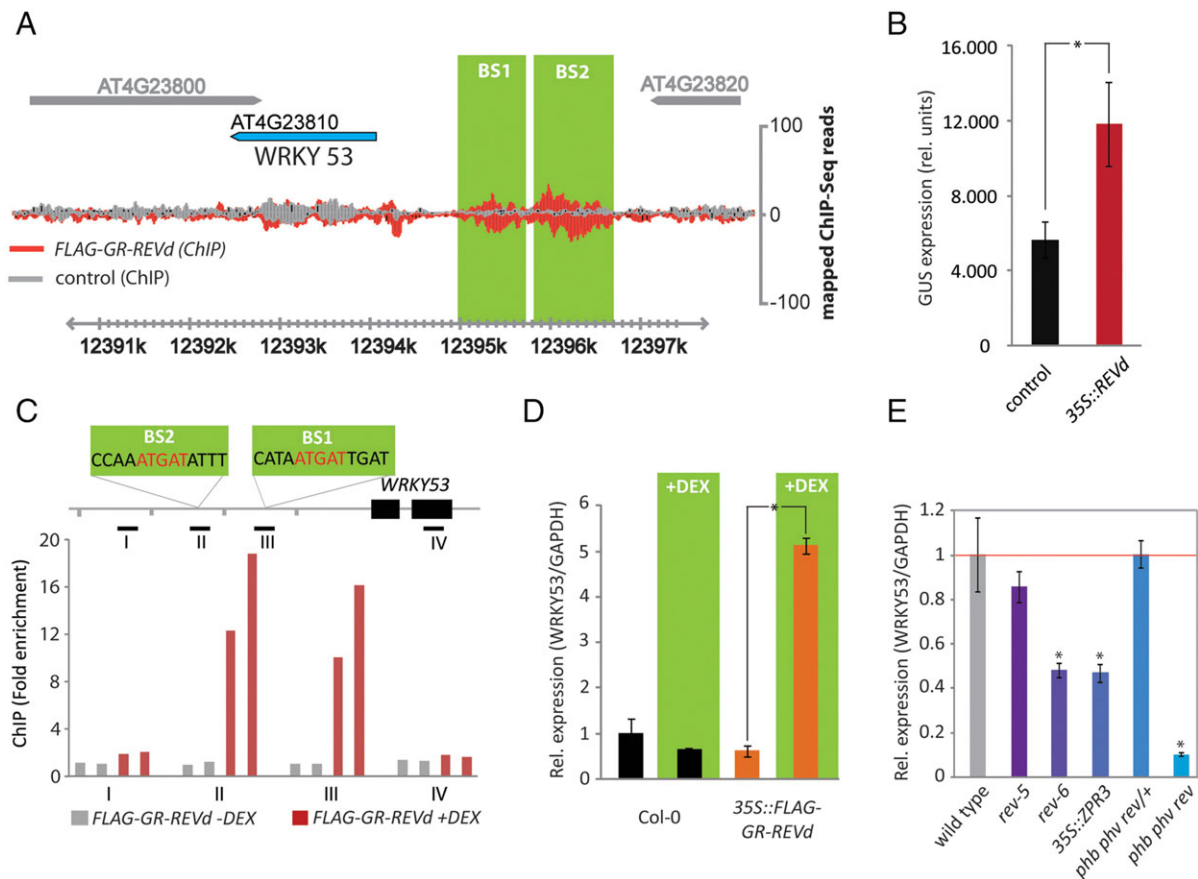 A
AT4G23800
AT4G23810
WRKY 53
BS1
BS2
AT4G23820
100
0
-100
mapped ChIP-Seq reads
FLAG-GR-REVd (ChIP)
control (ChIP)
12391k 12392k 12393k 12394k 12395k 12396k 12397k
B
16.000
12.000
8.000
4.000
0
GUS expression (rel. units)
*
control
35S::REVd
C
BS2
CCAAATGATATTT
BS1
CATAATGATTGAT
WRKY53
I II III IV
20
16
12
8
4
0
ChIP (Fold enrichment)
I II III IV
FLAG-GR-REVd -DEX
FLAG-GR-REVd +DEX
D
+DEX
+DEX
6
5
4
3
2
1
0
Rel. expression (WRKY53/GAPDH)
*
Col-0
35S::FLAG-
GR-REVd
E
1.2
1
0.8
0.6
0.4
0.2
0
Rel. expression (WRKY53/GAPDH)
*
*
*
wild type
rev-5
rev-6
35S::ZPR3
phb phv rev/+
phb phv rev